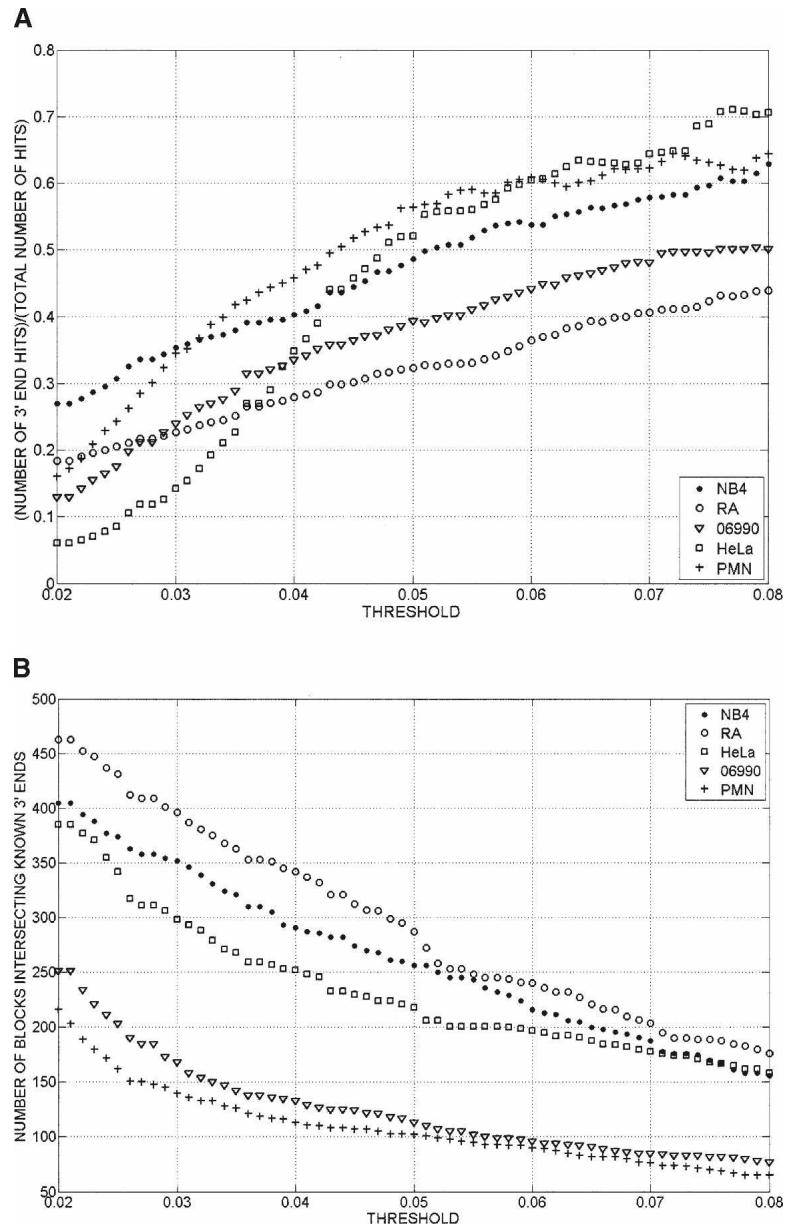 A
(NUMBER OF 3' END HITS)/(TOTAL NUMBER OF HITS)
0.8
0.7
0.6
0.5
0.4
0.3
0.2
0.1
0
NB4
RA
06990
HeLa
PMN
0.02 0.03 0.04 0.05 0.06 0.07 0.08
THRESHOLD
B
NUMBER OF BLOCKS INTERSECTING KNOWN 3' ENDS
500
450
400
350
300
250
200
150
100
50
NB4
RA
HeLa
06990
PMN
0.02 0.03 0.04 0.05 0.06 0.07 0.08
THRESHOLD